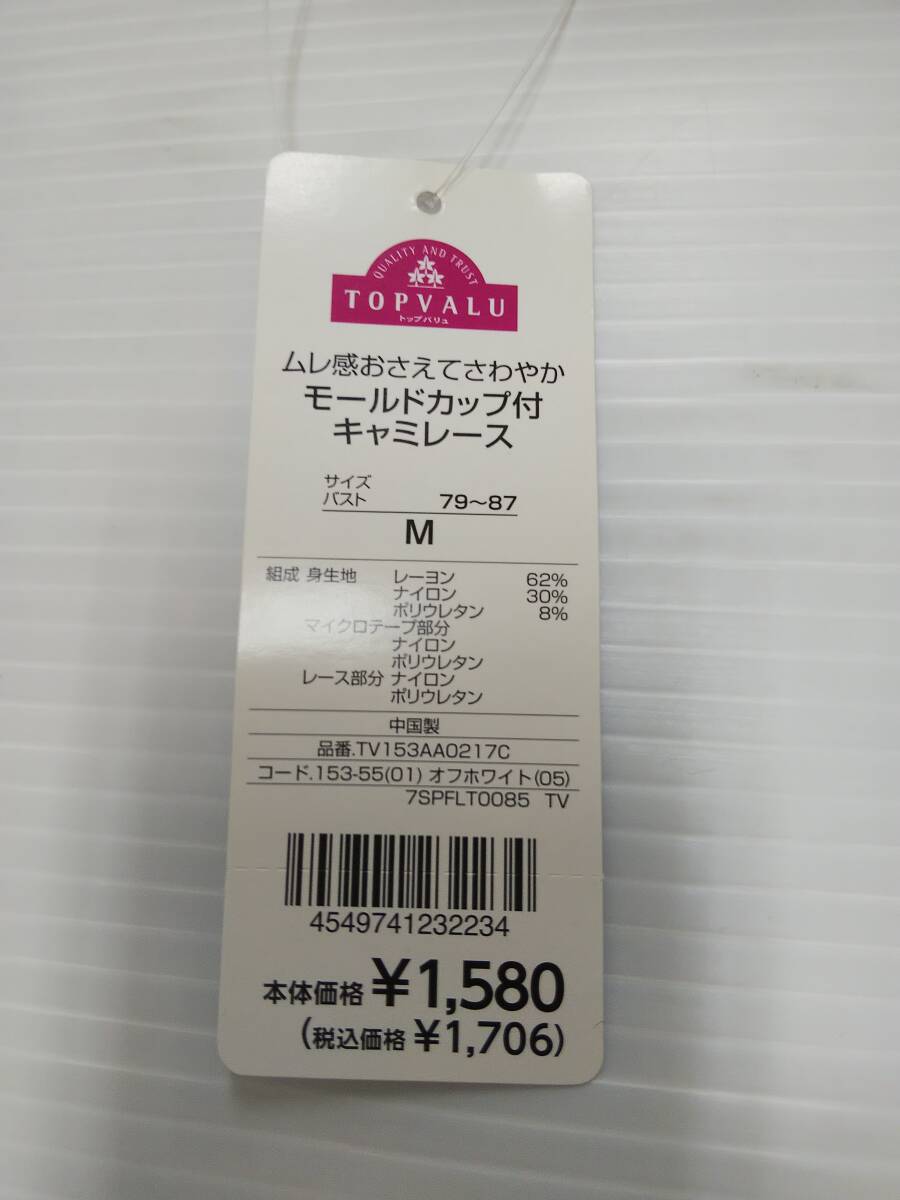 QUALITY AND TRUST
TOPVALU
トップバリュ
ムレ感おさえてさわやか
モールドカップ付
キャミレース
サイズ
バスト 79～87
M
組成 身生地 レーヨン 62%
ナイロン 30%
ポリウレタン 8%
マイクロテープ部分
ナイロン
ポリウレタン
レース部分 ナイロン
ポリウレタン
中国製
品番.TV153AA0217C
コード.153-55(01) オフホワイト(05)
7SPFLT0085 TV
4549741232234
本体価格 ¥1,580
(税込価格 ¥1,706)